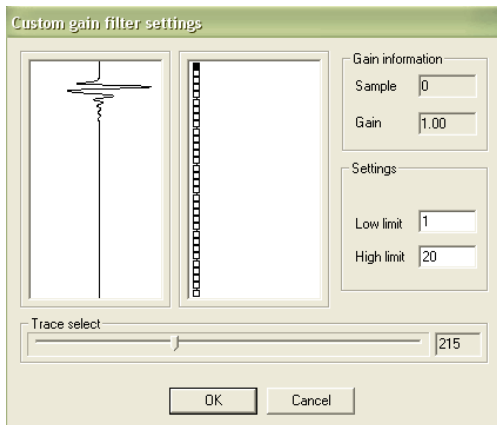 Custom gain filter settings
Gain information
Sample 0
Gain 1.00
Settings
Low limit 1
High limit 20
Trace select
215
OK Cancel